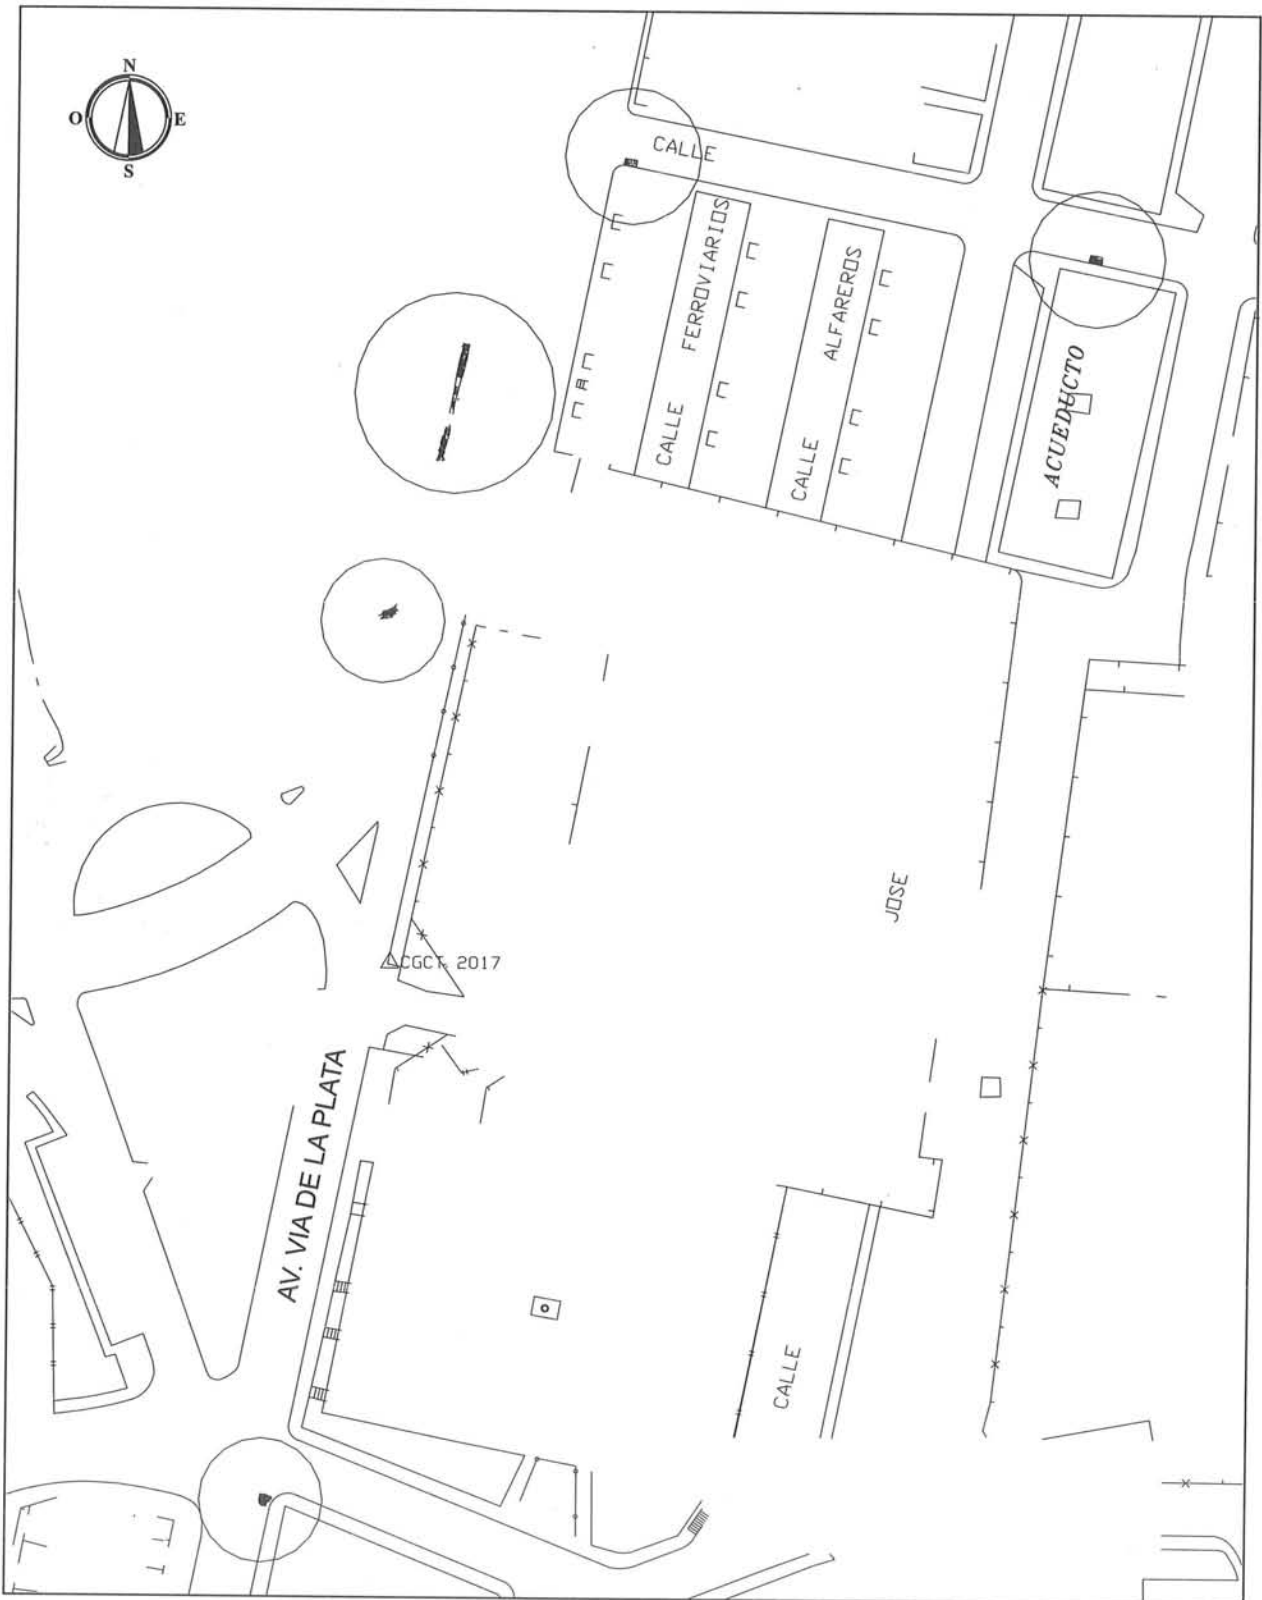 N
O E
S
CALLE
CALLE FERROVIARIOS
CALLE ALFAREROS
ACUEDUCTO
JOSE
CGCT 2017
AV. VIA DE LA PLATA
CALLE